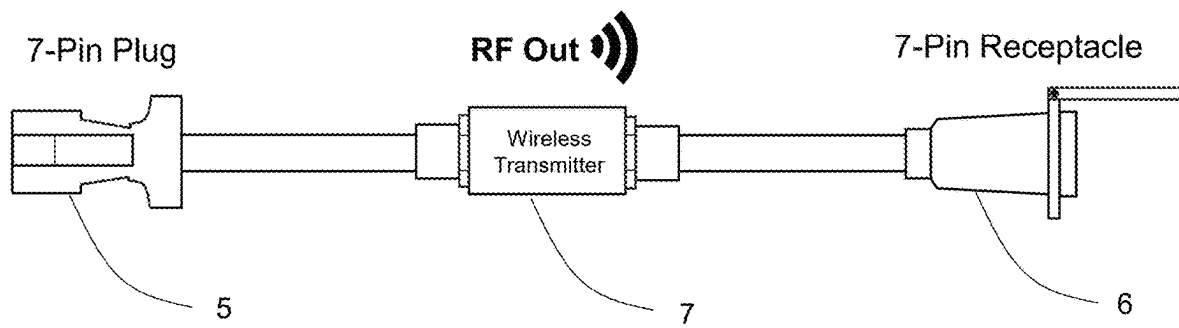 7-Pin Plug
RF Out
7-Pin Receptacle
Wireless
Transmitter
5
7
6